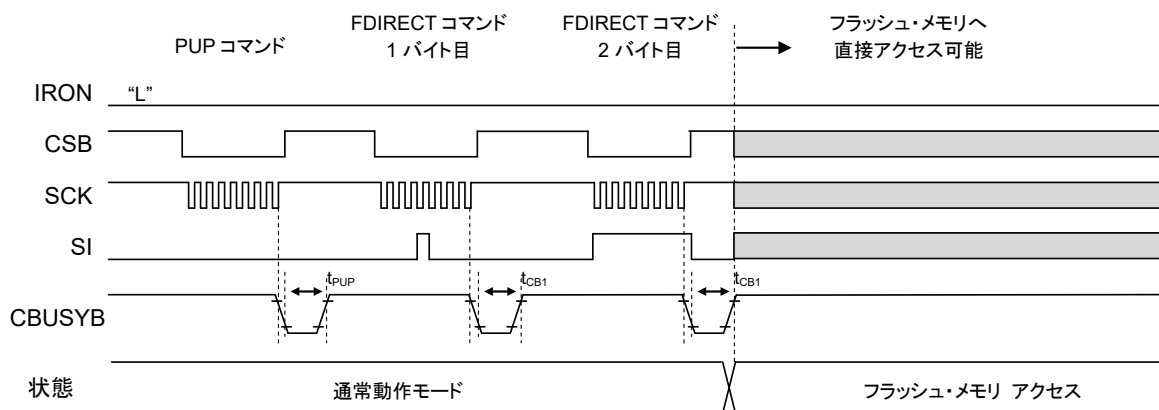 PUP コマンド
FDIRECT コマンド
1 バイト目
FDIRECT コマンド
2 バイト目
フラッシュ・メモリへ
直接アクセス可能
IRON
“L”
CSB
SCK
SI
tPUP
tCB1
tCB1
CBUSYB
状態
通常動作モード
フラッシュ・メモリ アクセス